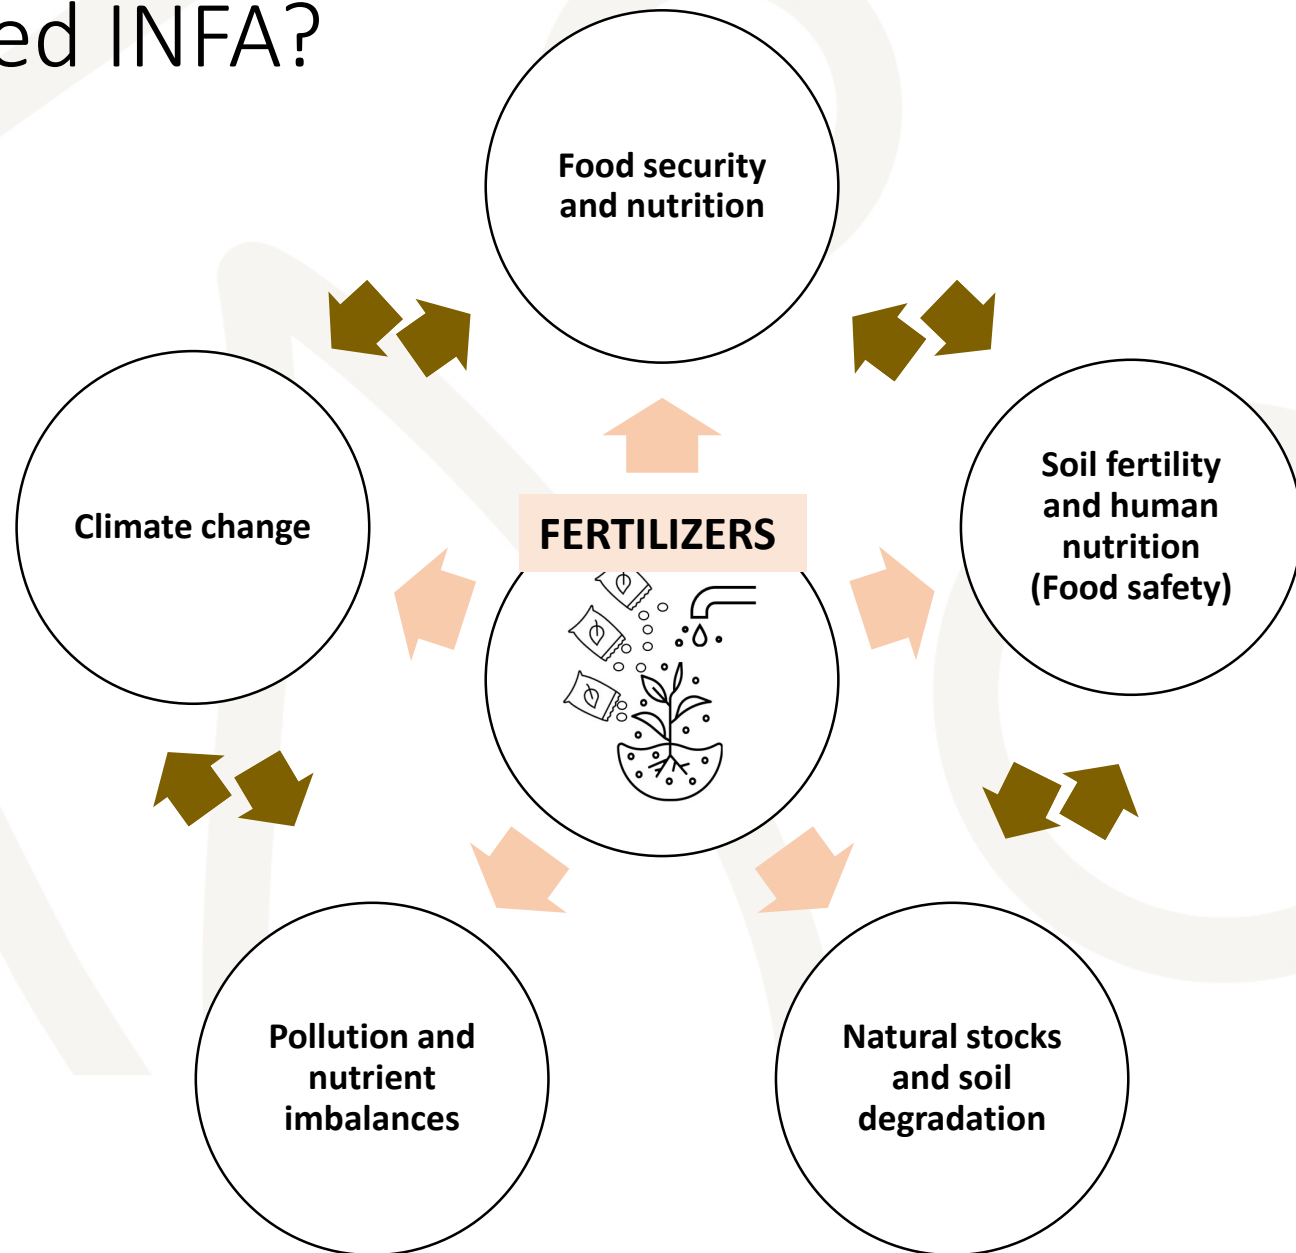 ed INFA?
Food security
and nutrition
Climate change
FERTILIZERS
Soil fertility
and human
nutrition
(Food safety)
Pollution and
nutrient
imbalances
Natural stocks
and soil
degradation